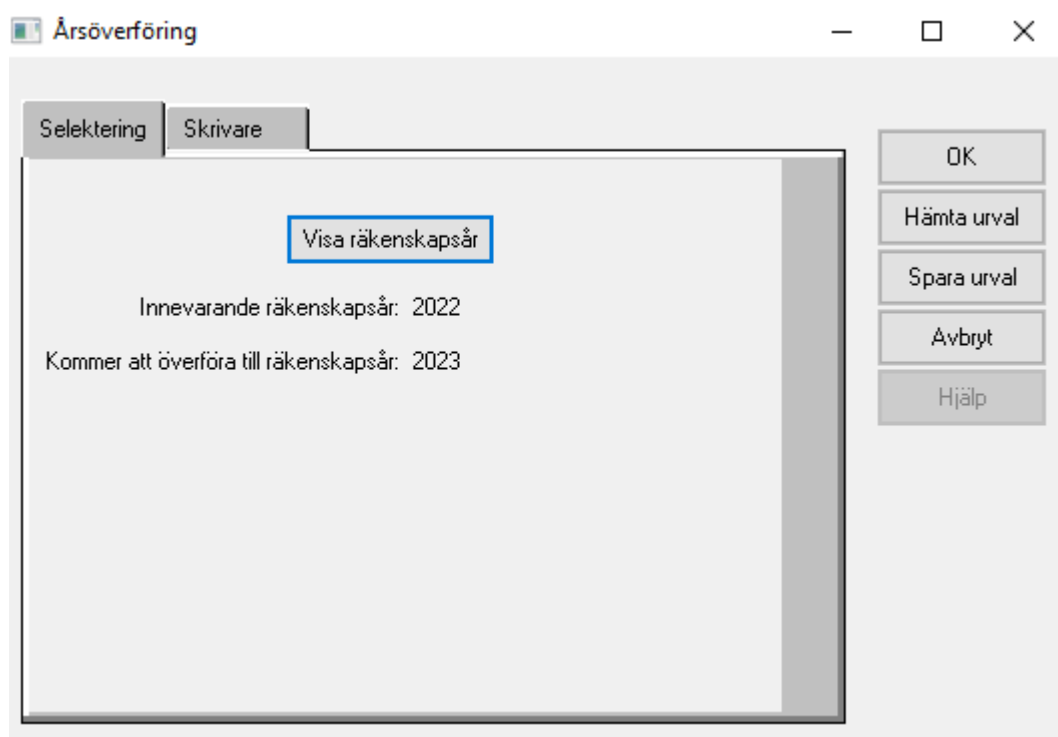 Årsöverföring
Selektering
Skrivare
OK
Hämta urval
Visa räkenskapsår
Spara urval
Innevarande räkenskapsår: 2022
Avbryt
Kommer att överföra till räkenskapsår: 2023
Hjälp